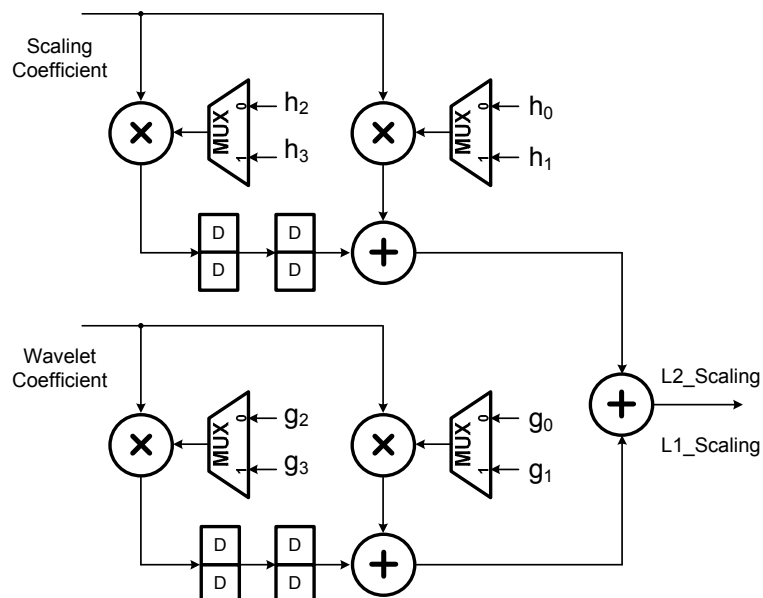 Scaling
Coefficient
MUX
0
1
h2
h3
MUX
0
1
h0
h1
D
D
D
D
Wavelet
Coefficient
MUX
0
1
g2
g3
MUX
0
1
g0
g1
D
D
D
D
L2_Scaling
L1_Scaling